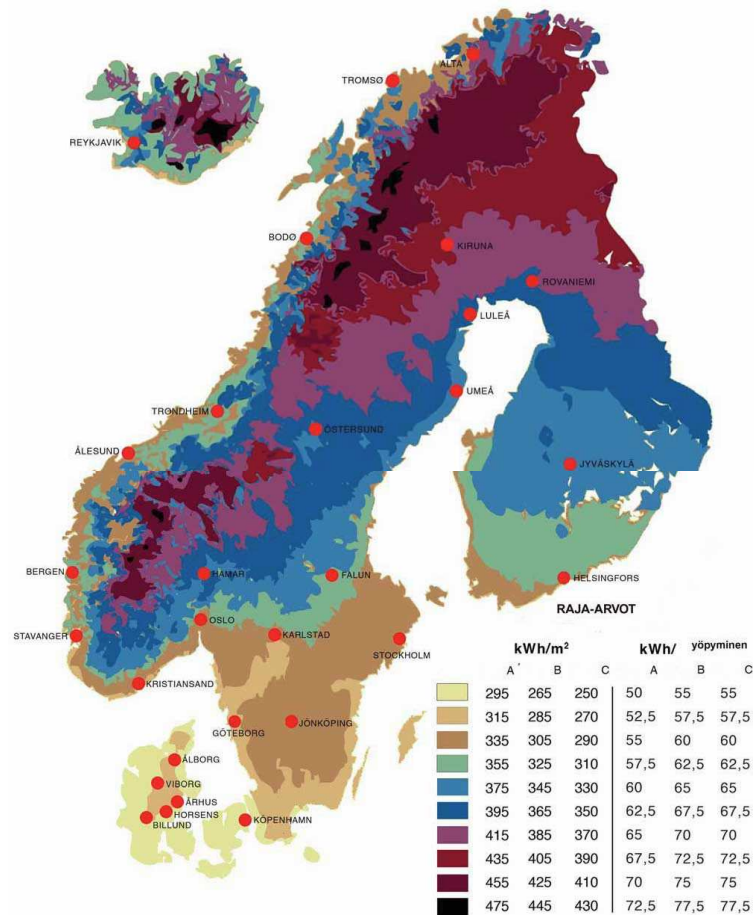 ALTA
TROMSØ
REYKJAVIK
BODØ
KIRUNA
ROVANIEMI
LULEÅ
UMEÅ
TRONDHEIM
ÖSTERSUND
ÅLESUND
JYVÄSKYLÄ
BERGEN
HAMAR
FALUN
HELSINGFORS
RAJA-ARVOT
OSLO
STAVANGER
KARLSTAD
STOCKHOLM
KRISTIANSAND
GÖTEBORG
JÖNKÖPING
ÅLBORG
VIBORG
ÅRHUS
HORSENS
BILLUND
KÖPENHAMN
kWh/m² kWh/ yöpyminen
A B C A B C
295 265 250 50 55 55
315 285 270 52,5 57,5 57,5
335 305 290 55 60 60
355 325 310 57,5 62,5 62,5
375 345 330 60 65 65
395 365 350 62,5 67,5 67,5
415 385 370 65 70 70
435 405 390 67,5 72,5 72,5
455 425 410 70 75 75
475 445 430 72,5 77,5 77,5